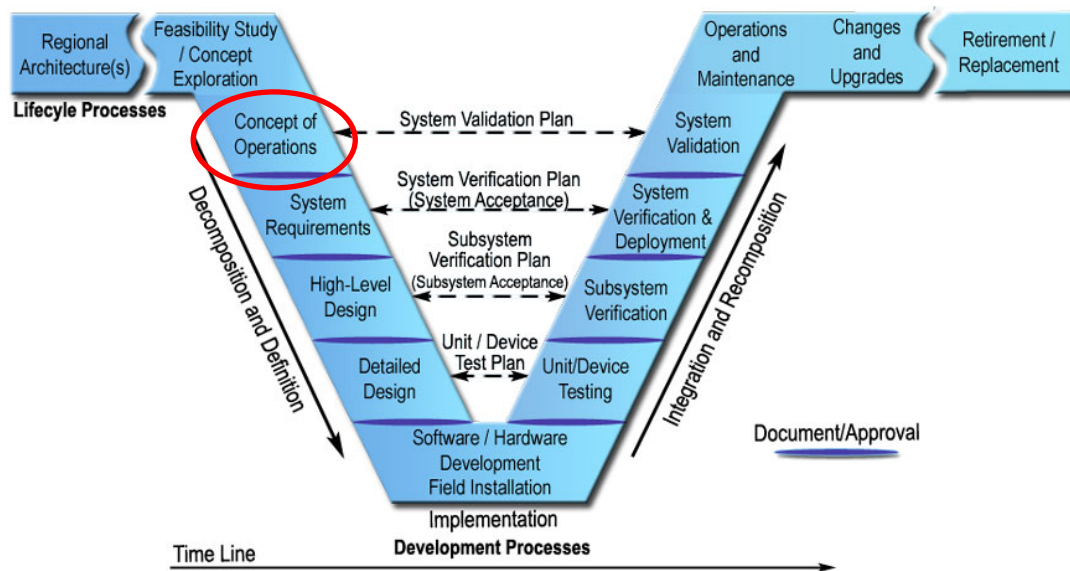 Regional
Architecture(s)
Feasibility Study
/ Concept
Exploration
Operations
and
Maintenance
Changes
and
Upgrades
Retirement /
Replacement
Lifecyle Processes
Concept of
Operations
System Validation Plan
System
Validation
System
Requirements
System Verification Plan
(System Acceptance)
System
Verification &
Deployment
High-Level
Design
Subsystem
Verification Plan
(Subsystem Acceptance)
Subsystem
Verification
Detailed
Design
Unit / Device
Test Plan
Unit/Device
Testing
Decomposition and Definition
Integration and Recomposition
Software / Hardware
Development
Field Installation
Document/Approval
Implementation
Development Processes
Time Line